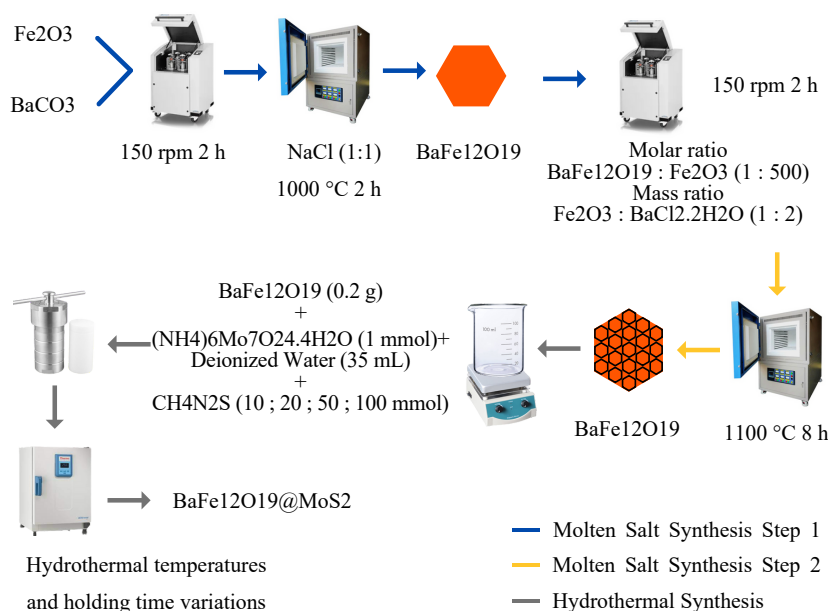 Fe2O3
BaCO3
150 rpm 2 h
NaCl (1:1)
1000 °C 2 h
BaFe12O19
150 rpm 2 h
Molar ratio
BaFe12O19 : Fe2O3 (1 : 500)
Mass ratio
Fe2O3 : BaCl2.2H2O (1 : 2)
1100 °C 8 h
BaFe12O19
BaFe12O19 (0.2 g)
+
(NH4)6Mo7O24.4H2O (1 mmol)+
Deionized Water (35 mL)
+
CH4N2S (10 ; 20 ; 50 ; 100 mmol)
BaFe12O19@MoS2
Hydrothermal temperatures
and holding time variations
Molten Salt Synthesis Step 1
Molten Salt Synthesis Step 2
Hydrothermal Synthesis